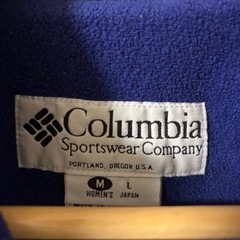 Columbia
Sportswear Company
PORTLAND, OREGON U.S.A.
M L
WOMEN'S JAPAN